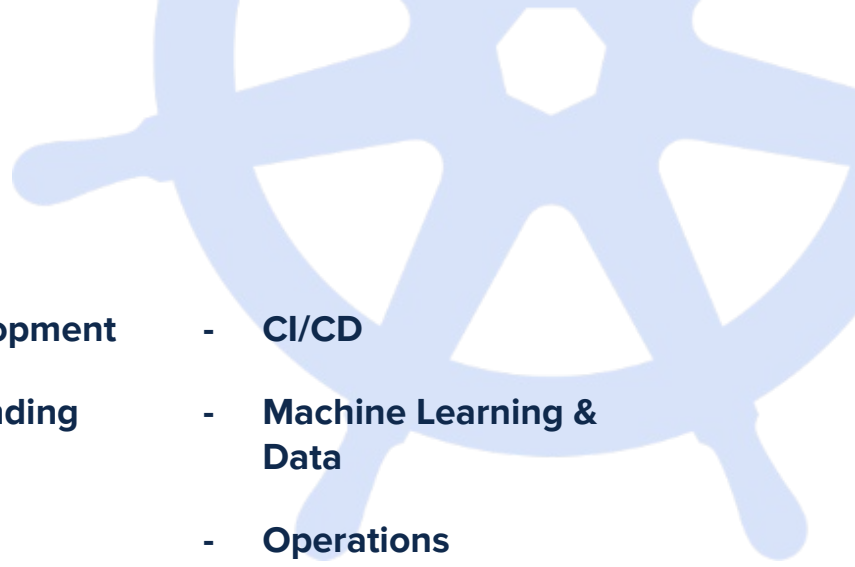 opment - CI/CD
nding - Machine Learning &
Data
- Operations